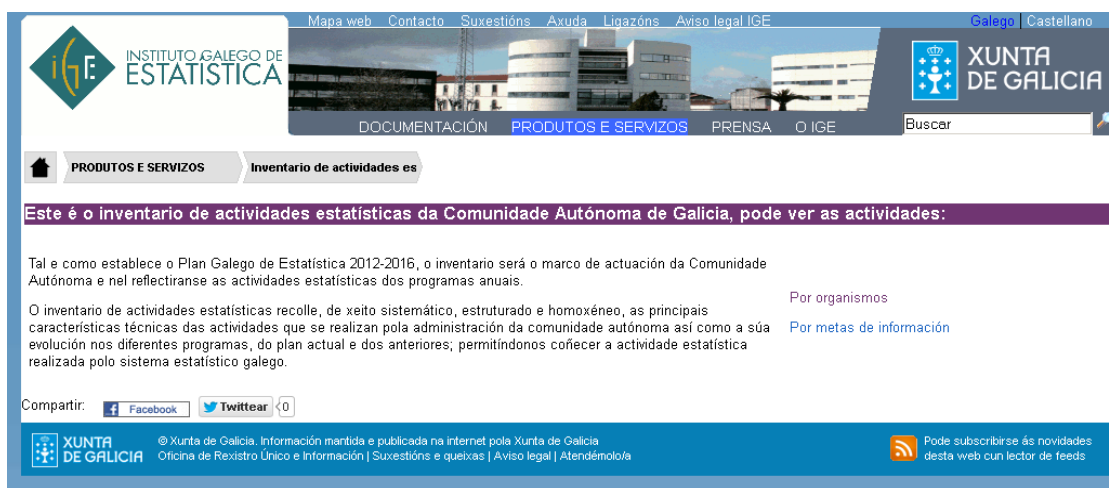 Mapa web Contacto Suxestións Axuda Ligazóns Aviso legal IGE Galego Castellano
iGE INSTITUTO GALEGO DE
ESTATÍSTICA
XUNTA
DE GALICIA
DOCUMENTACIÓN PRODUTOS E SERVIZOS PRENSA O IGE Buscar
PRODUTOS E SERVIZOS Inventario de actividades es
Este é o inventario de actividades estatísticas da Comunidade Autónoma de Galicia, pode ver as actividades:
Tal e como establece o Plan Galego de Estatística 2012-2016, o inventario será o marco de actuación da Comunidade
Autónoma e nel reflectiranse as actividades estatísticas dos programas anuais.
O inventario de actividades estatísticas recolle, de xeito sistemático, estruturado e homoxéneo, as principais
características técnicas das actividades que se realizan pola administración da comunidade autónoma así como a súa
evolución nos diferentes programas, do plan actual e dos anteriores; permitíndonos coñecer a actividade estatística
realizada polo sistema estatístico galego.
Por organismos
Por metas de información
Compartir: Facebook Twittear 0
XUNTA
DE GALICIA
© Xunta de Galicia. Información mantida e publicada na internet pola Xunta de Galicia
Oficina de Rexistro Único e Información | Suxestións e queixas | Aviso legal | Atendémolo/a
Pode subscribirse ás novidades
desta web cun lector de feeds